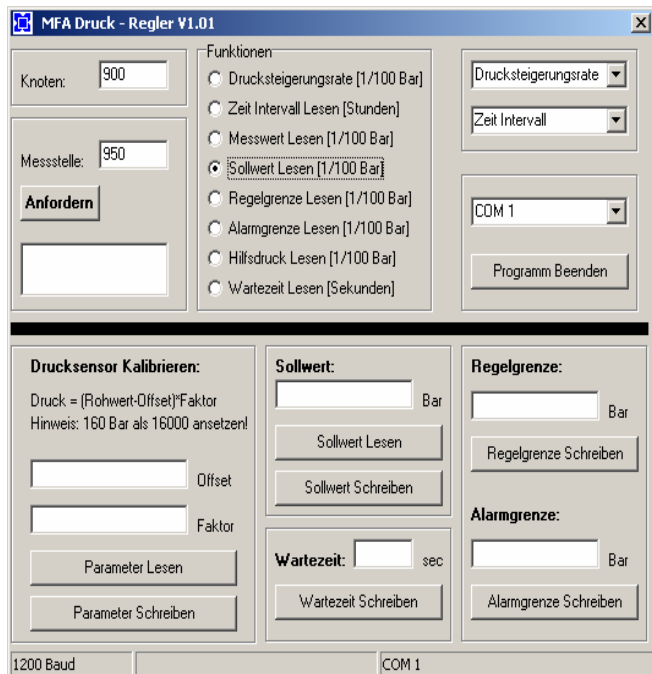 MFA Druck - Regler V1.01
Knoten:
900
Messstelle:
950
Anfordern
Funktionen
Drucksteigerungsrate [1/100 Bar]
Zeit Intervall Lesen [Stunden]
Messwert Lesen [1/100 Bar]
Sollwert Lesen [1/100 Bar]
Regelgrenze Lesen [1/100 Bar]
Alarmgrenze Lesen [1/100 Bar]
Hilfsdruck Lesen [1/100 Bar]
Wartezeit Lesen [Sekunden]
Drucksteigerungsrate
Zeit Intervall
COM 1
Programm Beenden
Drucksensor Kalibrieren:
Druck = (Rohwert-Offset)*Faktor
Hinweis: 160 Bar als 16000 ansetzen!
Offset
Faktor
Parameter Lesen
Parameter Schreiben
Sollwert:
Bar
Sollwert Lesen
Sollwert Schreiben
Wartezeit:
sec
Wartezeit Schreiben
Regelgrenze:
Bar
Regelgrenze Schreiben
Alarmgrenze:
Bar
Alarmgrenze Schreiben
1200 Baud
COM 1